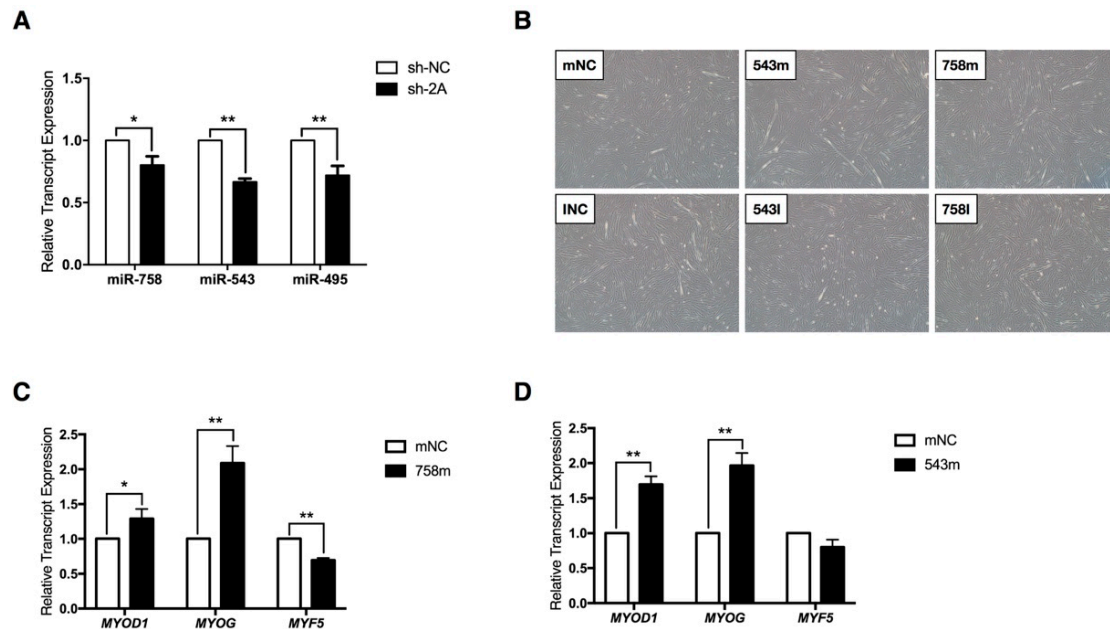 A
Relative Transcript Expression
1.5
1.0
0.5
0.0
* ** **
sh-NC
sh-2A
miR-758 miR-543 miR-495
B
mNC 543m 758m
INC 543I 758I
C
Relative Transcript Expression
2.5
2.0
1.5
1.0
0.5
0.0
* ** **
mNC
758m
MYOD1 MYOG MYF5
D
Relative Transcript Expression
2.5
2.0
1.5
1.0
0.5
0.0
** **
mNC
543m
MYOD1 MYOG MYF5